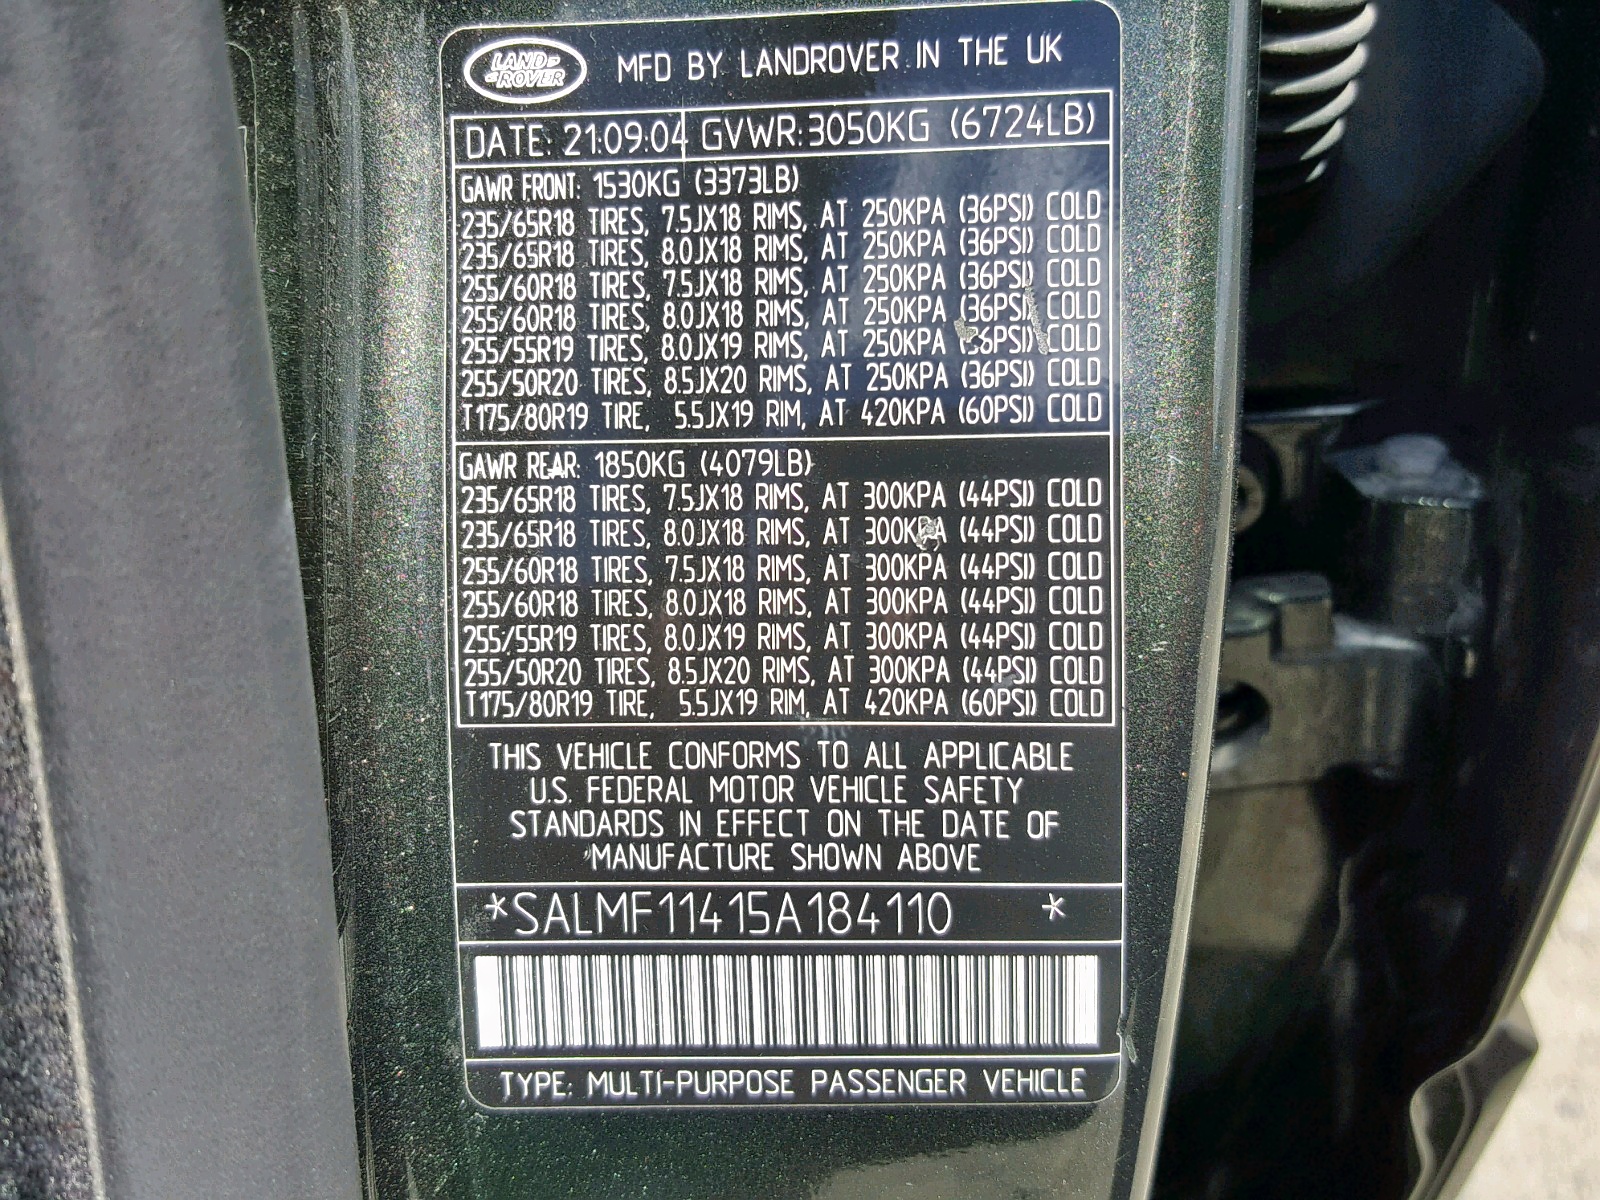 LAND ROVER
MFD BY LANDROVER IN THE UK
DATE: 21:09:04 GVWR: 3050KG (6724LB)
GAWR FRONT: 1530KG (3373LB)
235/65R18 TIRES, 7.5JX18 RIMS, AT 250KPA (36PSI) COLD
235/65R18 TIRES, 8.0JX18 RIMS, AT 250KPA (36PSI) COLD
255/60R18 TIRES, 7.5JX18 RIMS, AT 250KPA (36PSI) COLD
255/60R18 TIRES, 8.0JX18 RIMS, AT 250KPA (36PSI) COLD
255/55R19 TIRES, 8.0JX19 RIMS, AT 250KPA (36PSI) COLD
255/50R20 TIRES, 8.5JX20 RIMS, AT 250KPA (36PSI) COLD
T175/80R19 TIRE, 5.5JX19 RIM, AT 420KPA (60PSI) COLD
GAWR REAR: 1850KG (4079LB)
235/65R18 TIRES, 7.5JX18 RIMS, AT 300KPA (44PSI) COLD
235/65R18 TIRES, 8.0JX18 RIMS, AT 300KPA (44PSI) COLD
255/60R18 TIRES, 7.5JX18 RIMS, AT 300KPA (44PSI) COLD
255/60R18 TIRES, 8.0JX18 RIMS, AT 300KPA (44PSI) COLD
255/55R19 TIRES, 8.0JX19 RIMS, AT 300KPA (44PSI) COLD
255/50R20 TIRES, 8.5JX20 RIMS, AT 300KPA (44PSI) COLD
T175/80R19 TIRE, 5.5JX19 RIM, AT 420KPA (60PSI) COLD
THIS VEHICLE CONFORMS TO ALL APPLICABLE
U.S. FEDERAL MOTOR VEHICLE SAFETY
STANDARDS IN EFFECT ON THE DATE OF
MANUFACTURE SHOWN ABOVE
*SALMF11415A184110 *
TYPE: MULTI-PURPOSE PASSENGER VEHICLE